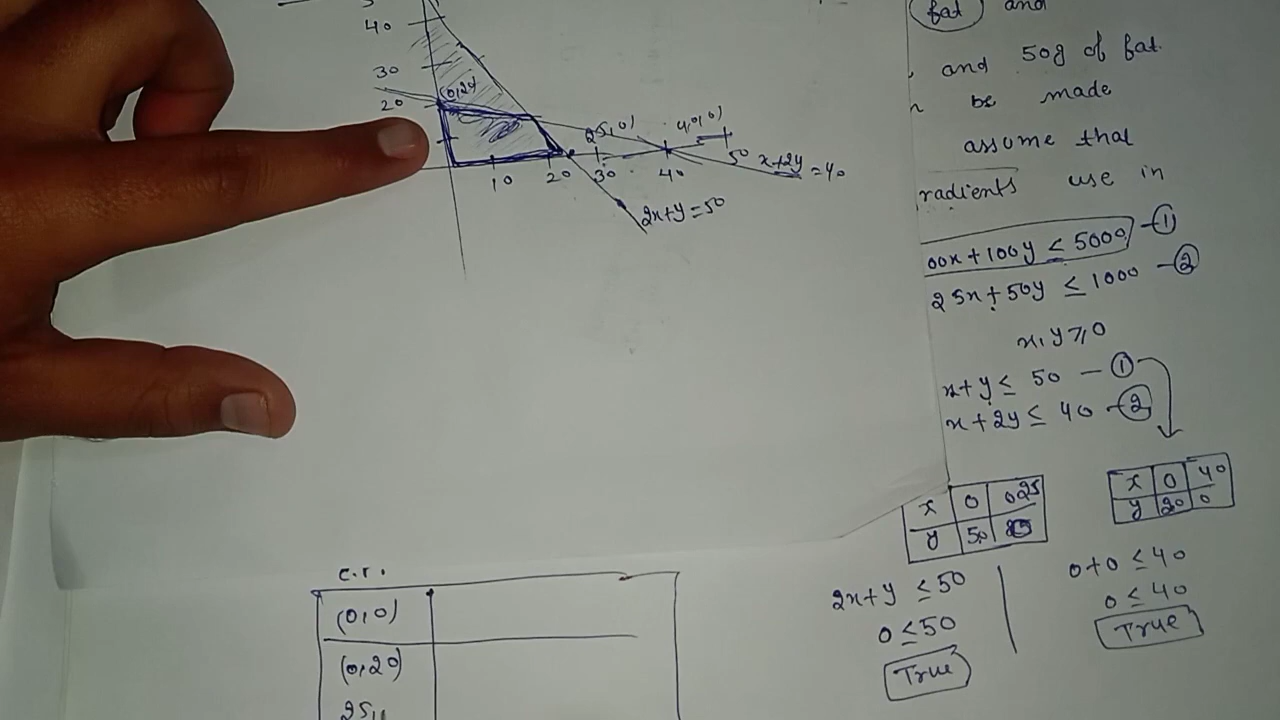 40
30
20
(0,20)
25,0)
40,0)
10
20
30
40
50
x+2y=40
2x+y=50
fat and
and 50g of fat.
be made
assume that
radients use in
00x+100y ≤ 5000 - ①
25x+50y ≤ 1000 - ②
x, y ≥ 0
x+y ≤ 50 - ①
x+2y ≤ 40 - ②
x 0 025
y 50
x 0 40
y 20 0
2x+y ≤ 50
0 ≤ 50
True
0+0 ≤ 40
0 ≤ 40
True
C.P.
(0,0)
(0,20)
25,